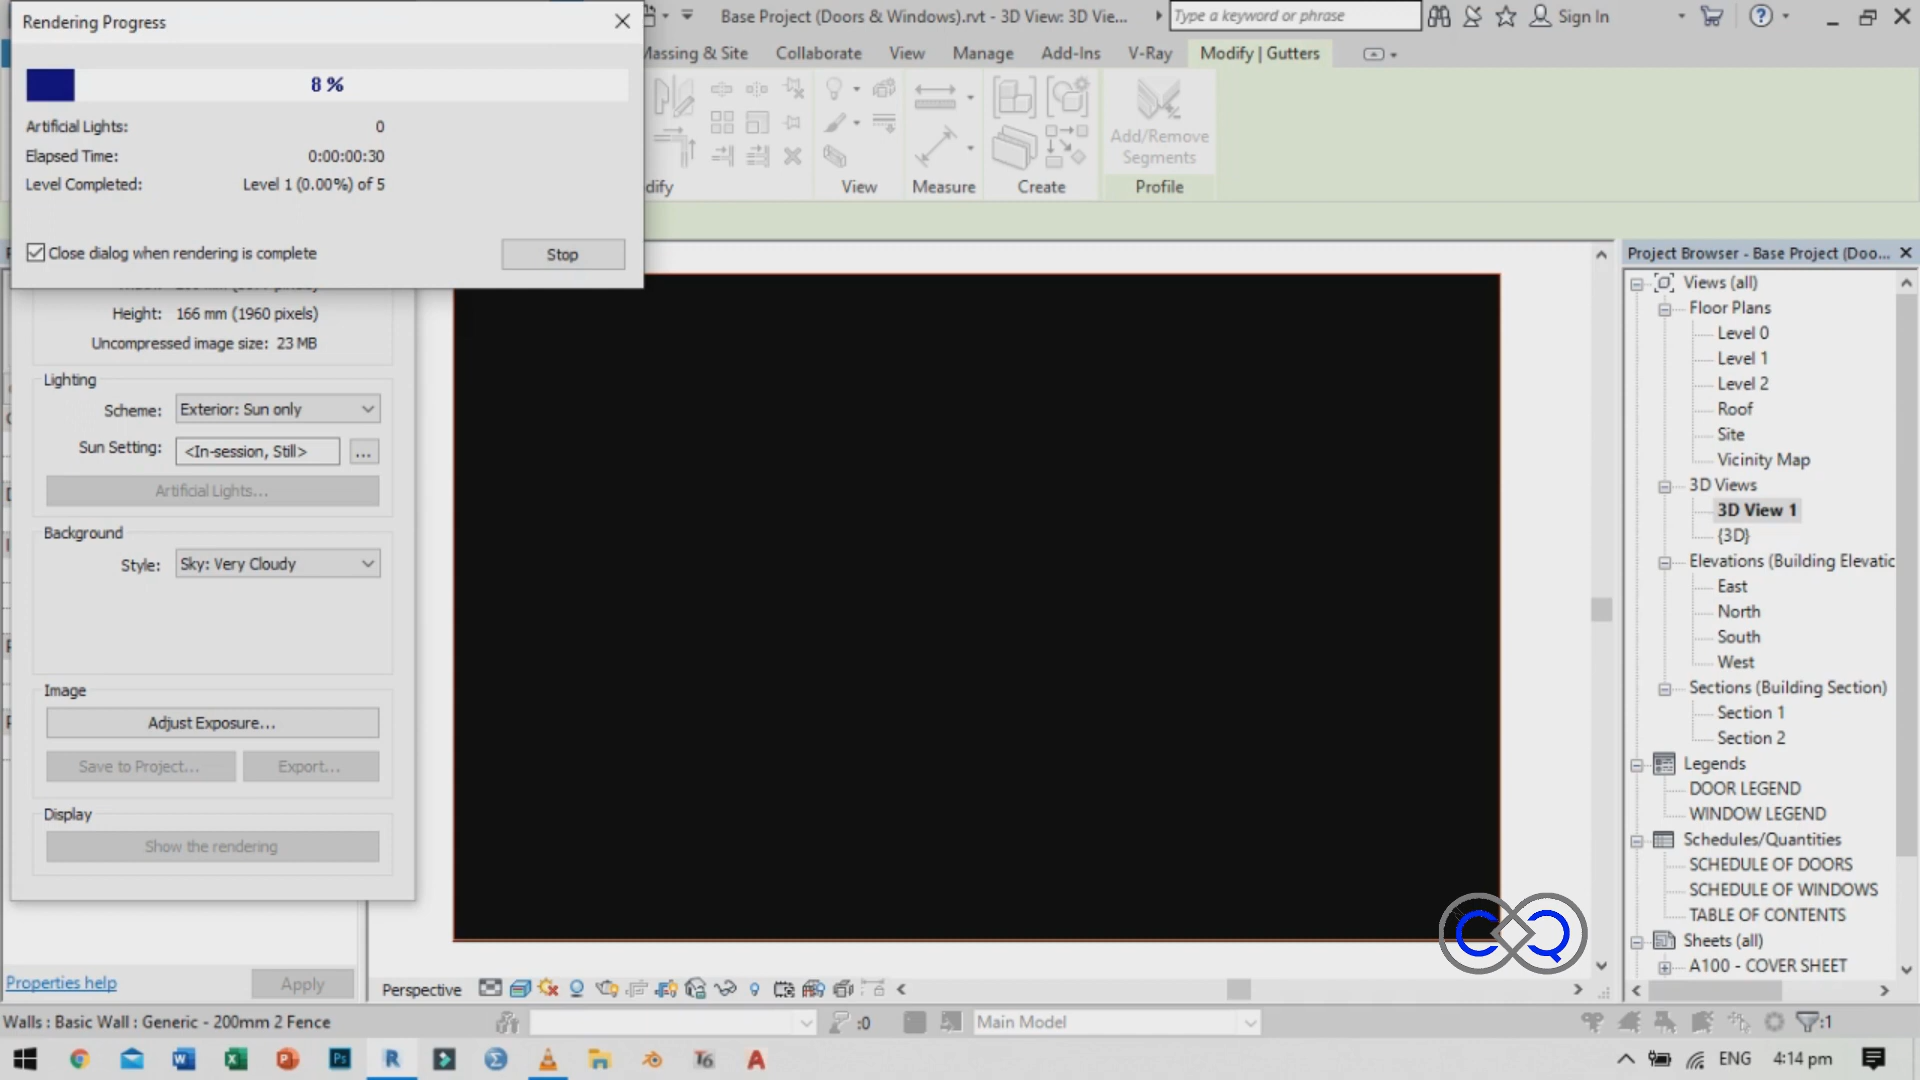 Rendering Progress
8 %
Artificial Lights: 0
Elapsed Time: 0:00:00:30
Level Completed: Level 1 (0.00%) of 5
Close dialog when rendering is complete
Stop
Base Project (Doors & Windows).rvt - 3D View: 3D Vie...
Type a keyword or phrase
Sign In
Massing & Site
Collaborate
View
Manage
Add-Ins
V-Ray
Modify | Gutters
Add/Remove
Segments
View
Measure
Create
Profile
Height: 166 mm (1960 pixels)
Uncompressed image size: 23 MB
Lighting
Scheme: Exterior: Sun only
Sun Setting: <In-session, Still> ...
Artificial Lights...
Background
Style: Sky: Very Cloudy
Image
Adjust Exposure...
Save to Project...
Export...
Display
Show the rendering
Properties help
Apply
Project Browser - Base Project (Doo...
Views (all)
Floor Plans
Level 0
Level 1
Level 2
Roof
Site
Vicinity Map
3D Views
3D View 1
{3D}
Elevations (Building Elevatic
East
North
South
West
Sections (Building Section)
Section 1
Section 2
Legends
DOOR LEGEND
WINDOW LEGEND
Schedules/Quantities
SCHEDULE OF DOORS
SCHEDULE OF WINDOWS
TABLE OF CONTENTS
Sheets (all)
A100 - COVER SHEET
CQ
Perspective
Walls : Basic Wall : Generic - 200mm 2 Fence
:0
Main Model
:1
ENG
4:14 pm